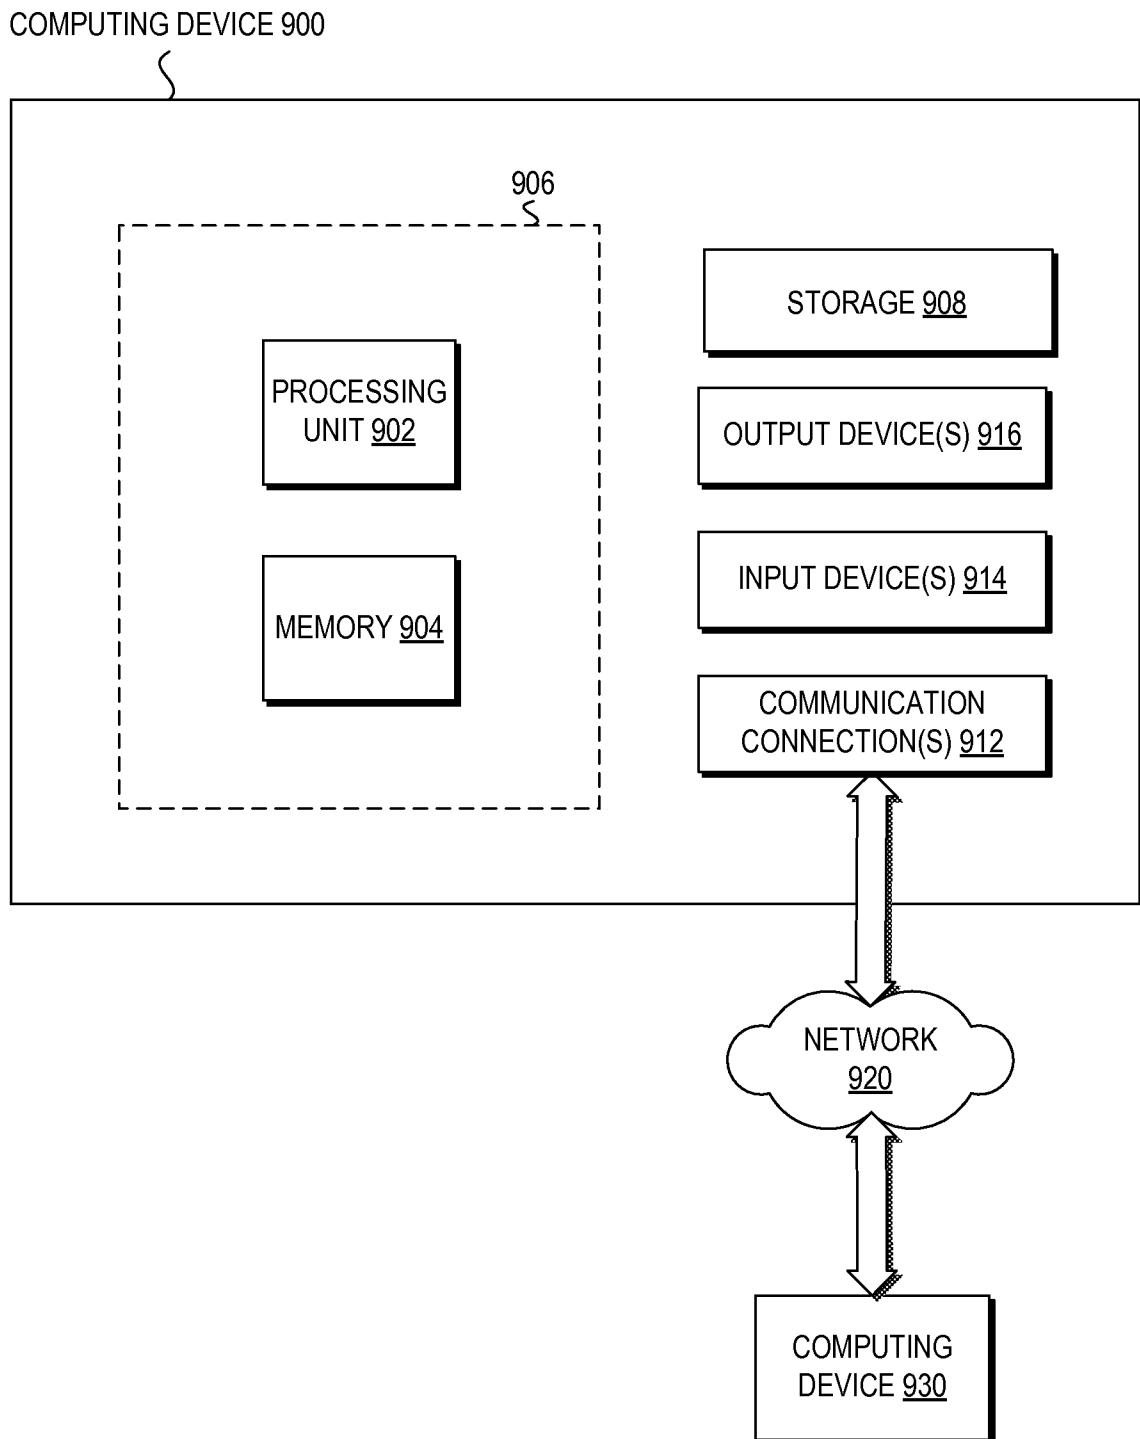 COMPUTING DEVICE 900
906
PROCESSING
UNIT 902
MEMORY 904
STORAGE 908
OUTPUT DEVICE(S) 916
INPUT DEVICE(S) 914
COMMUNICATION
CONNECTION(S) 912
NETWORK
920
COMPUTING
DEVICE 930